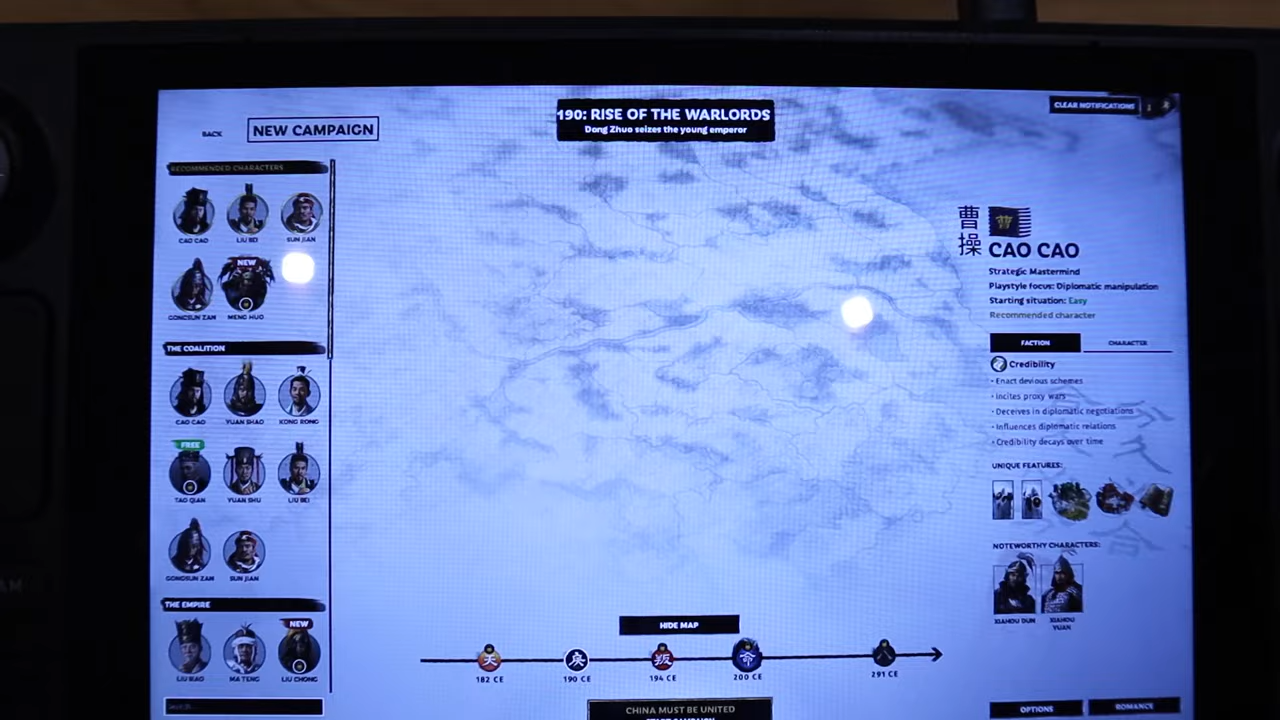 190: RISE OF THE WARLORDS
Dong Zhuo seizes the young emperor
CLEAR NOTIFICATIONS
BACK
NEW CAMPAIGN
RECOMMENDED CHARACTERS
CAO CAO
LIU BEI
SUN JIAN
NEW
GONGSUN ZAN
MENG HUO
THE COALITION
CAO CAO
YUAN SHAO
KONG RONG
FREE
TAO QIAN
YUAN SHU
LIU BEI
GONGSUN ZAN
SUN JIAN
THE EMPIRE
NEW
LIU BIAO
MA TENG
LIU CHONG
曹操
CAO CAO
Strategic Mastermind
Playstyle focus: Diplomatic manipulation
Starting situation: Easy
Recommended character
FACTION
CHARACTER
Credibility
• Enact devious schemes
• Incites proxy wars
• Deceives in diplomatic negotiations
• Influences diplomatic relations
• Credibility decays over time
UNIQUE FEATURES:
NOTEWORTHY CHARACTERS:
XIAHOU DUN
XIAHOU YUAN
HIDE MAP
天
叛
命
八
182 CE
190 CE
194 CE
200 CE
291 CE
CHINA MUST BE UNITED
START CAMPAIGN
OPTIONS
ROMANCE